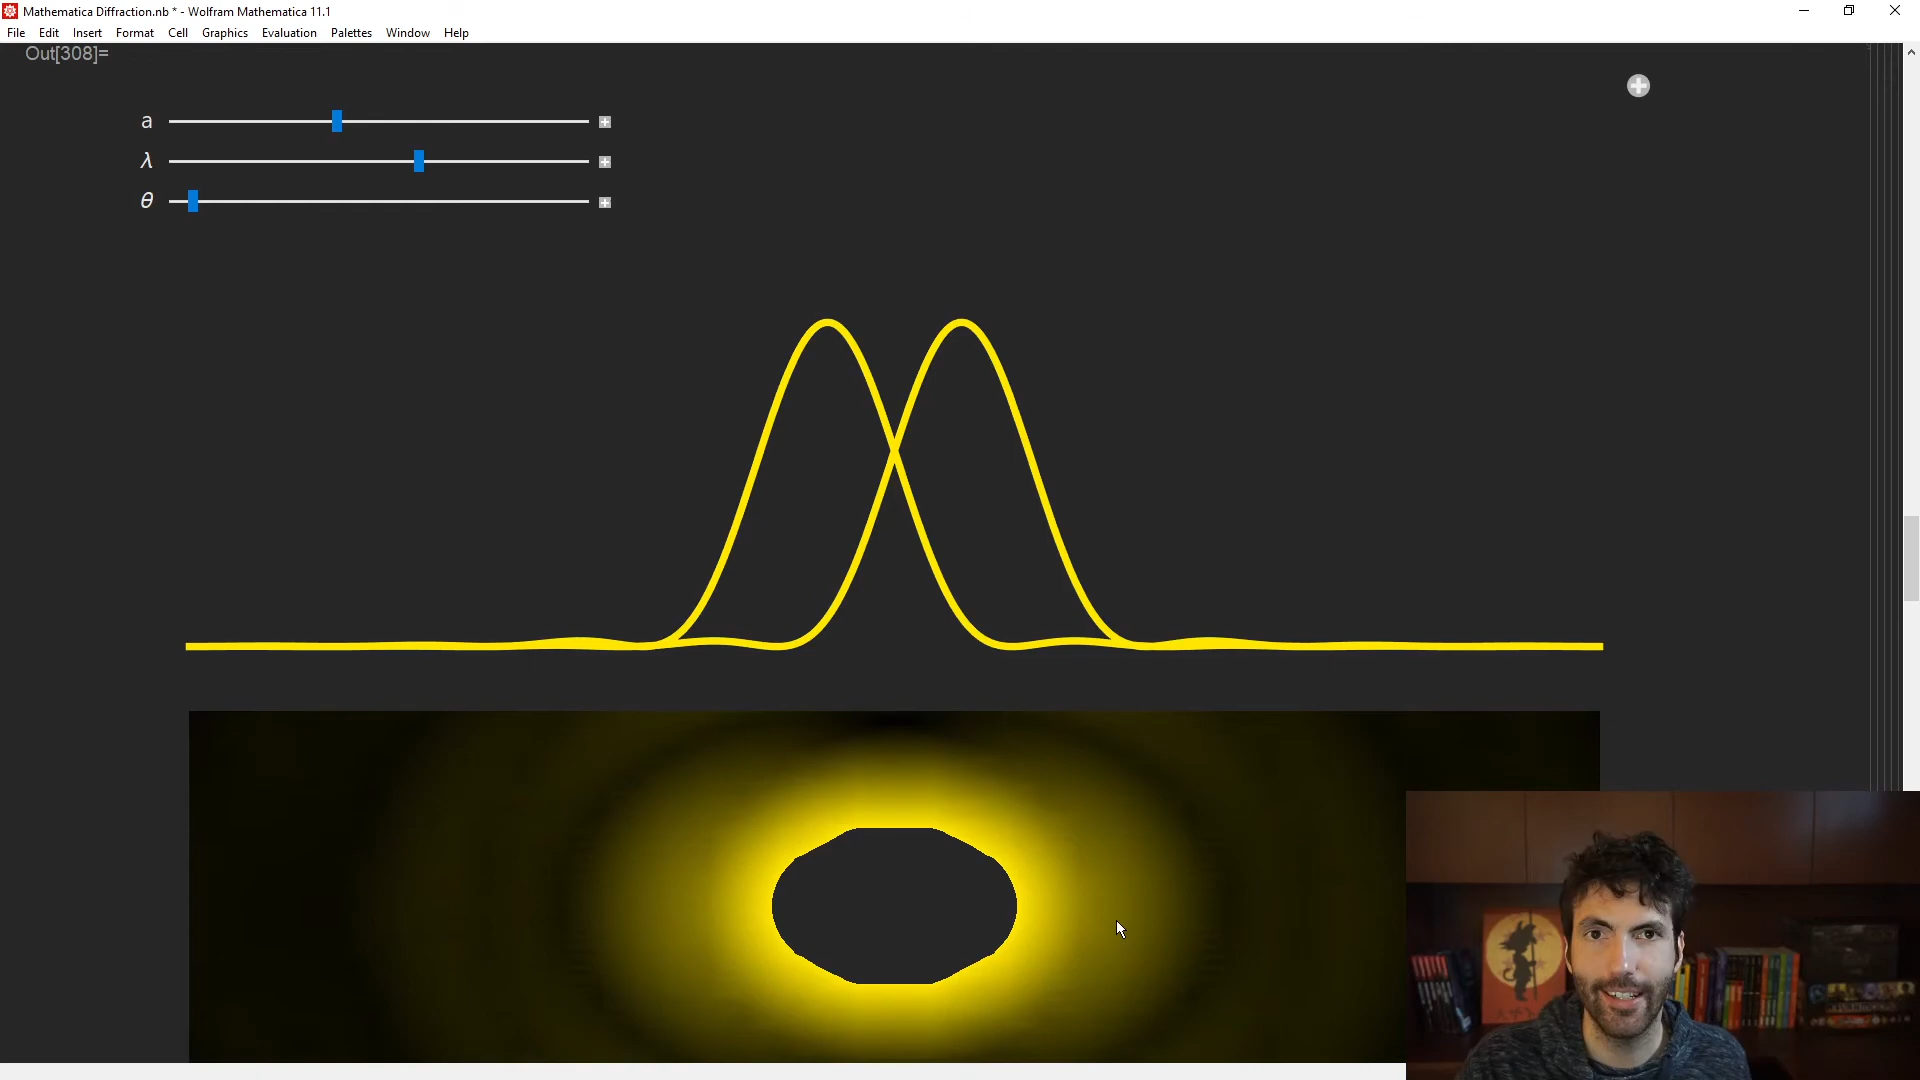 Mathematica Diffraction.nb * - Wolfram Mathematica 11.1
File Edit Insert Format Cell Graphics Evaluation Palettes Window Help
Out[308]=
a
λ
θ